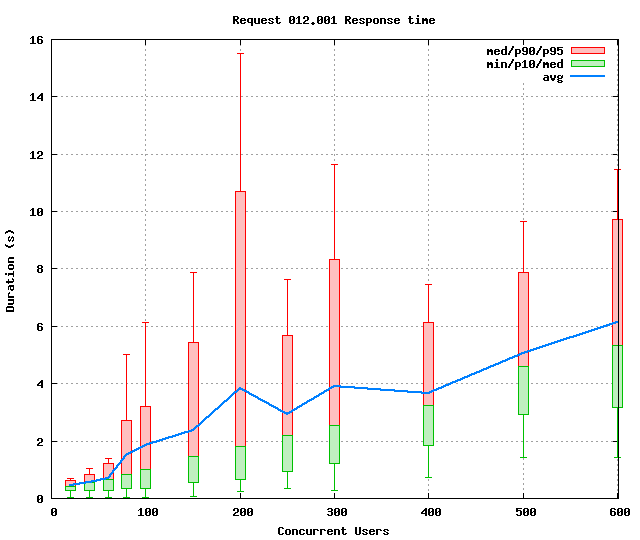 Request 012.001 Response time
med/p90/p95
min/p10/med
avg
16
14
12
10
8
6
4
2
0
Duration (s)
0 100 200 300 400 500 600
Concurrent Users